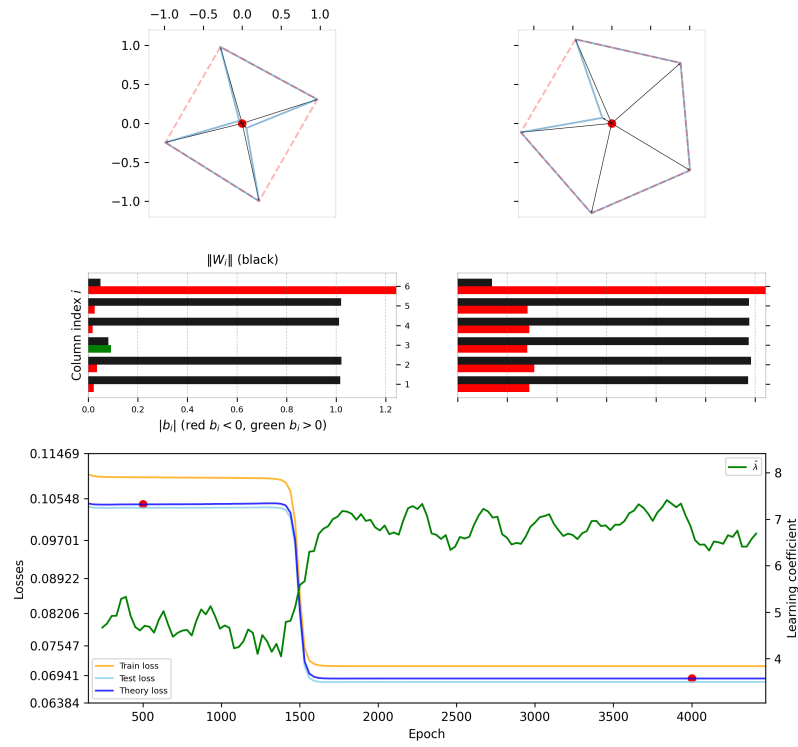 −1.0 −0.5 0.0 0.5 1.0
1.0
0.5
0.0
−0.5
−1.0
‖Wᵢ‖ (black)
Column index i
6
5
4
3
2
1
0.0 0.2 0.4 0.6 0.8 1.0 1.2
|bᵢ| (red bᵢ < 0, green bᵢ > 0)
Losses
0.11469
0.10548
0.09701
0.08922
0.08206
0.07547
0.06941
0.06384
λ̂
Train loss
Test loss
Theory loss
8
7
6
5
4
Learning coefficient
500 1000 1500 2000 2500 3000 3500 4000
Epoch